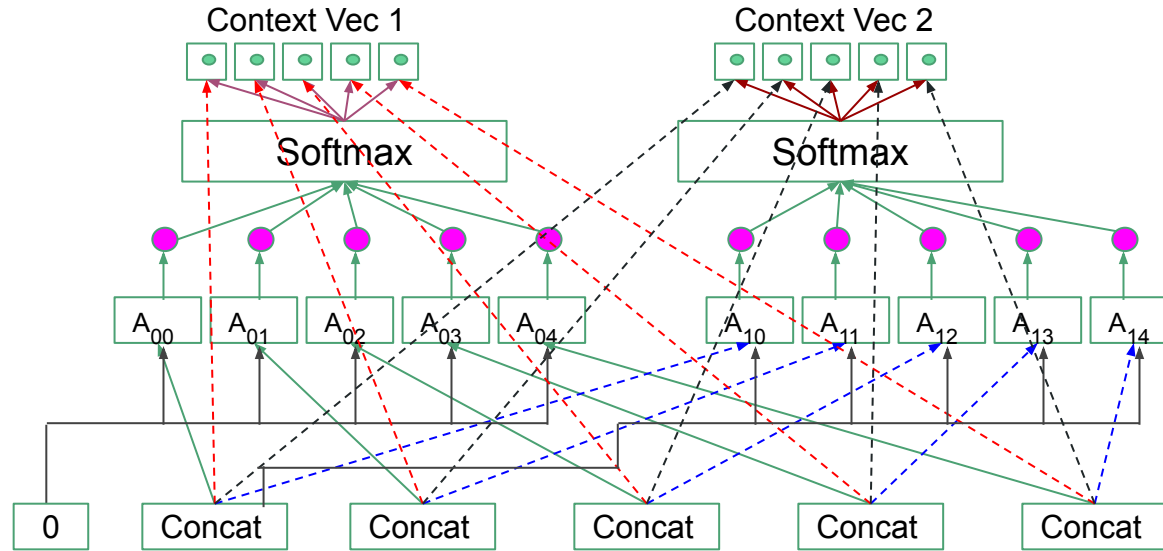 Context Vec 1 Context Vec 2
Softmax Softmax
A00 A01 A02 A03 A04 A10 A11 A12 A13 A14
0 Concat Concat Concat Concat Concat